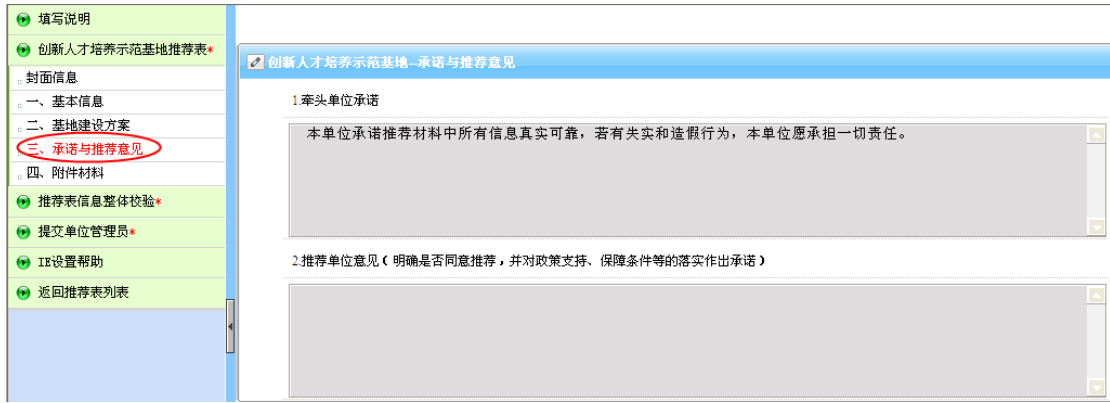 填写说明
创新人才培养示范基地推荐表*
封面信息
一、基本信息
二、基地建设方案
三、承诺与推荐意见
四、附件材料
推荐表信息整体校验*
提交单位管理员*
IE设置帮助
返回推荐表列表
创新人才培养示范基地--承诺与推荐意见
1.牵头单位承诺
本单位承诺推荐材料中所有信息真实可靠，若有失实和造假行为，本单位愿承担一切责任。
2.推荐单位意见（明确是否同意推荐，并对政策支持、保障条件等的落实作出承诺）